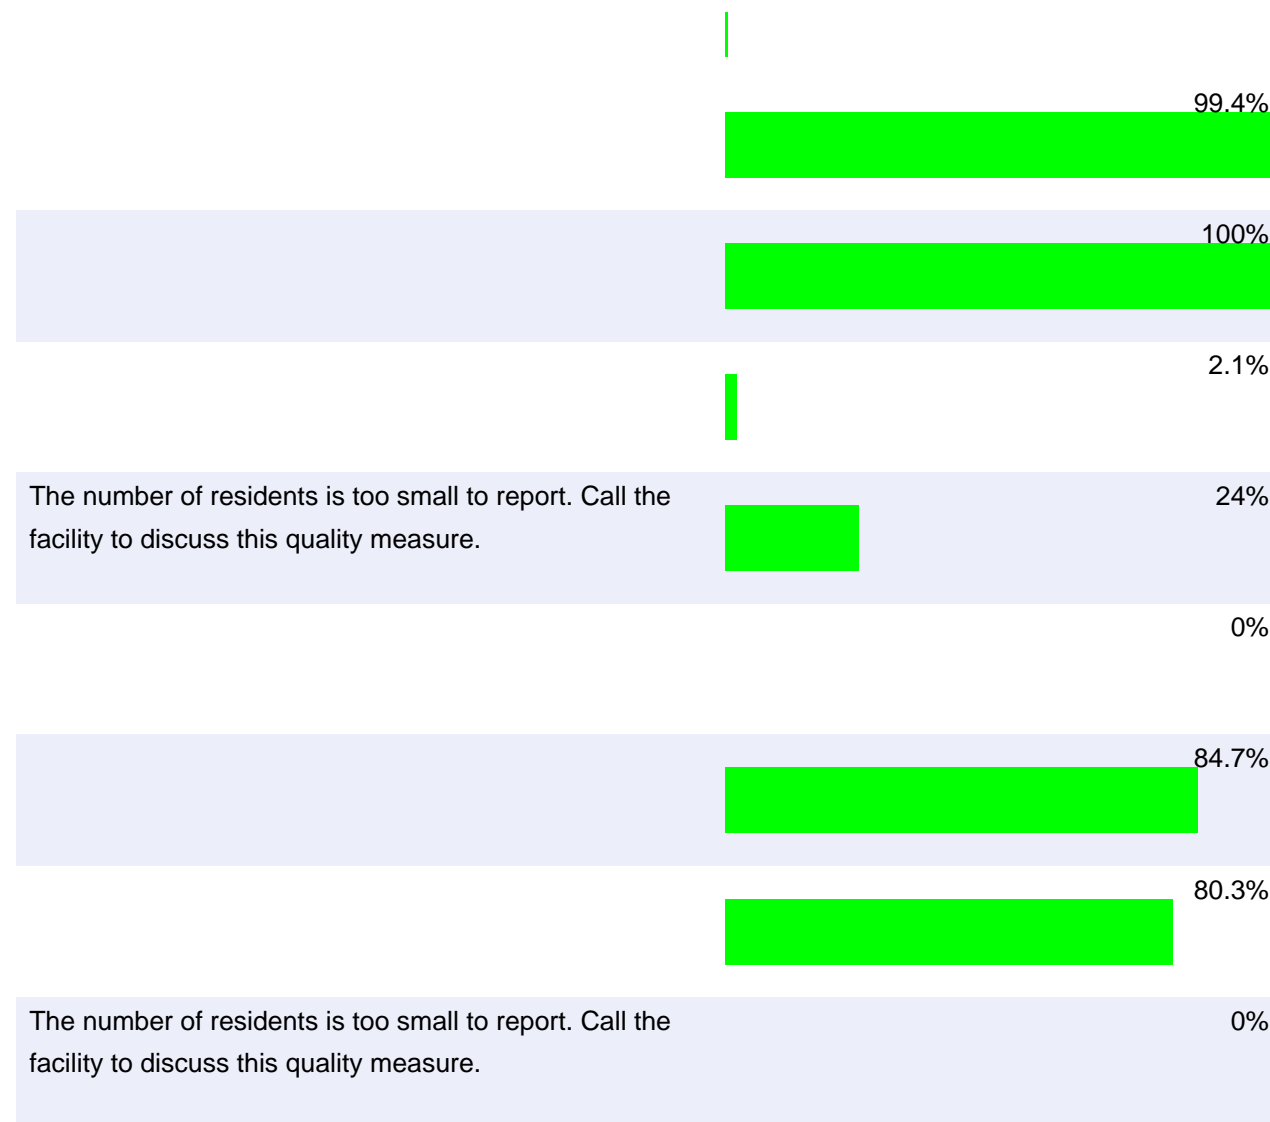 99.4%
100%
2.1%
The number of residents is too small to report. Call the
24%
facility to discuss this quality measure.
0%
84.7%
80.3%
The number of residents is too small to report. Call the
0%
facility to discuss this quality measure.